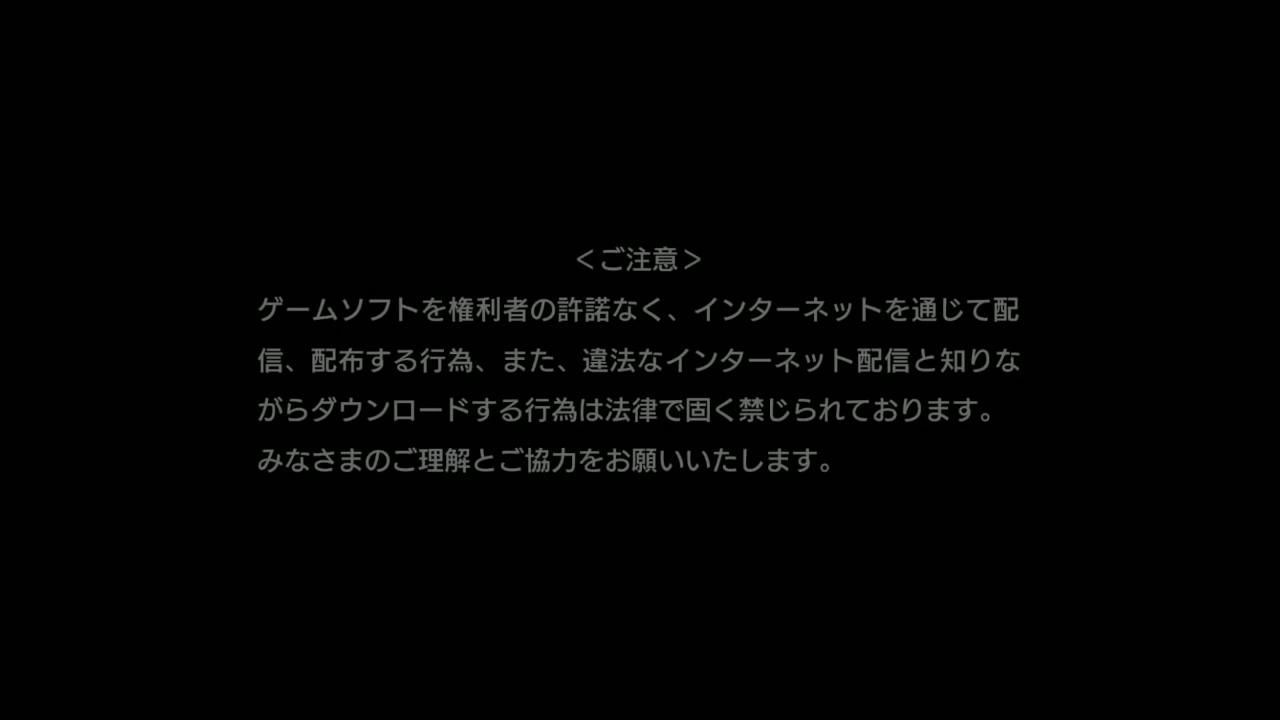 ＜ご注意＞
ゲームソフトを権利者の許諾なく、インターネットを通じて配
信、配布する行為、また、違法なインターネット配信と知りな
がらダウンロードする行為は法律で固く禁じられております。
みなさまのご理解とご協力をお願いいたします。